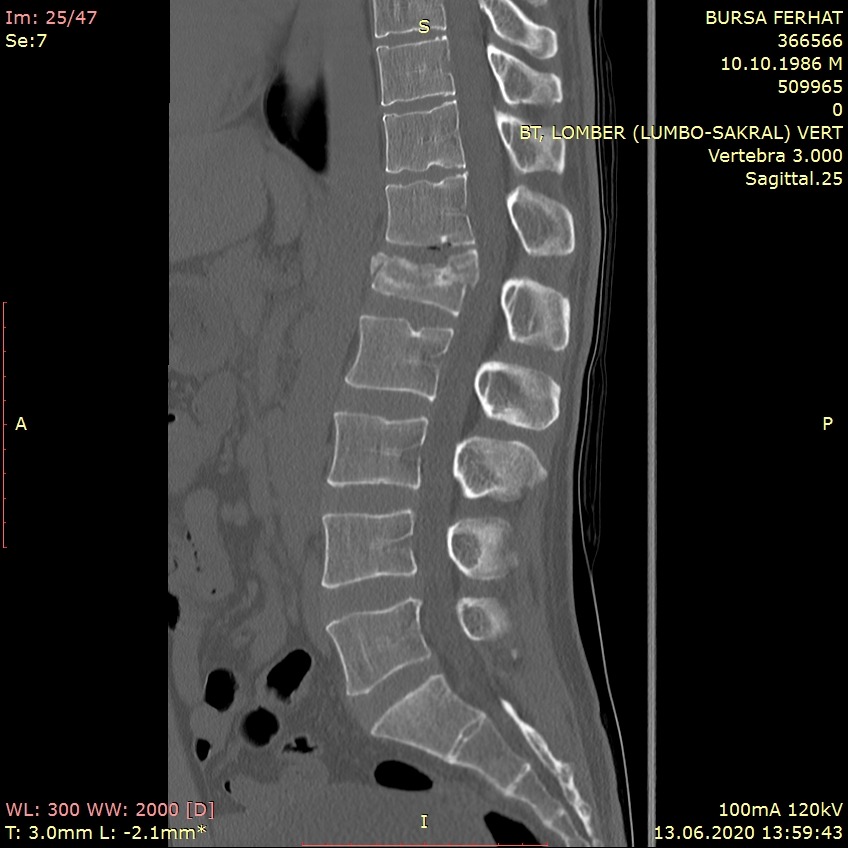 Im: 25/47
Se:7
BURSA FERHAT
366566
10.10.1986 M
509965
0
BT, LOMBER (LUMBO-SAKRAL) VERT
Vertebra 3.000
Sagittal.25
S
A
P
I
WL: 300 WW: 2000 [D]
T: 3.0mm L: -2.1mm*
100mA 120kV
13.06.2020 13:59:43